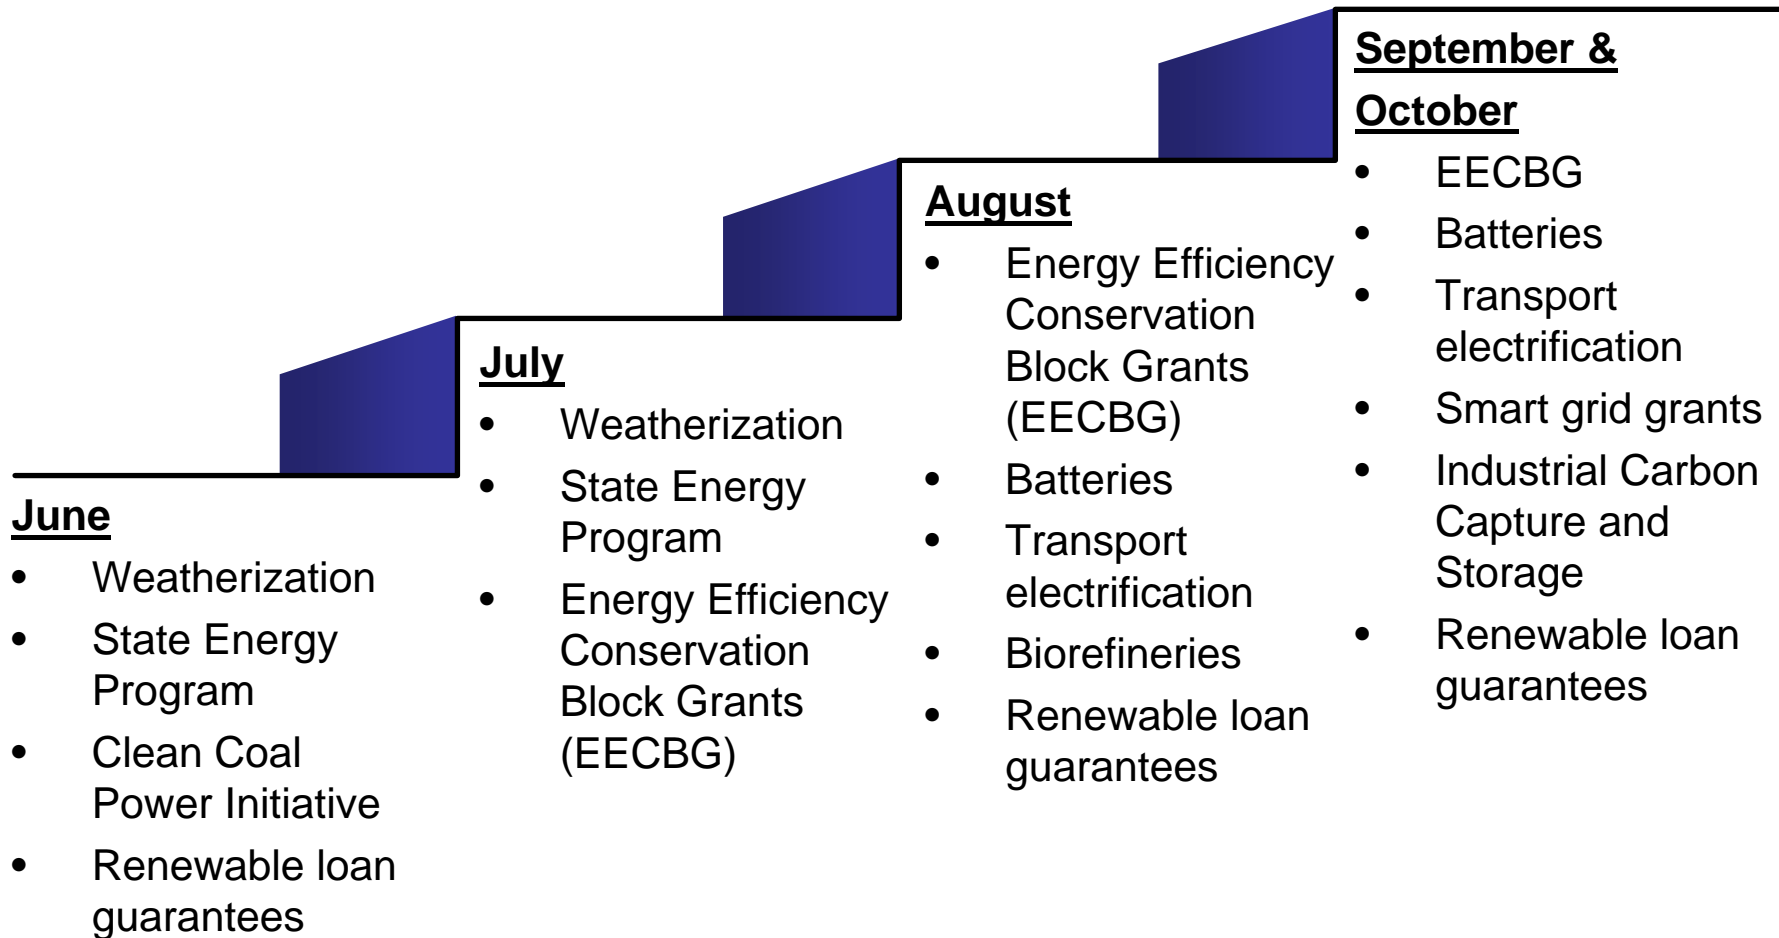 June
• Weatherization
• State Energy
Program
• Clean Coal
Power Initiative
• Renewable loan
guarantees
July
• Weatherization
• State Energy
Program
• Energy Efficiency
Conservation
Block Grants
(EECBG)
August
• Energy Efficiency
Conservation
Block Grants
(EECBG)
• Batteries
• Transport
electrification
• Biorefineries
• Renewable loan
guarantees
September &
October
• EECBG
• Batteries
• Transport
electrification
• Smart grid grants
• Industrial Carbon
Capture and
Storage
• Renewable loan
guarantees